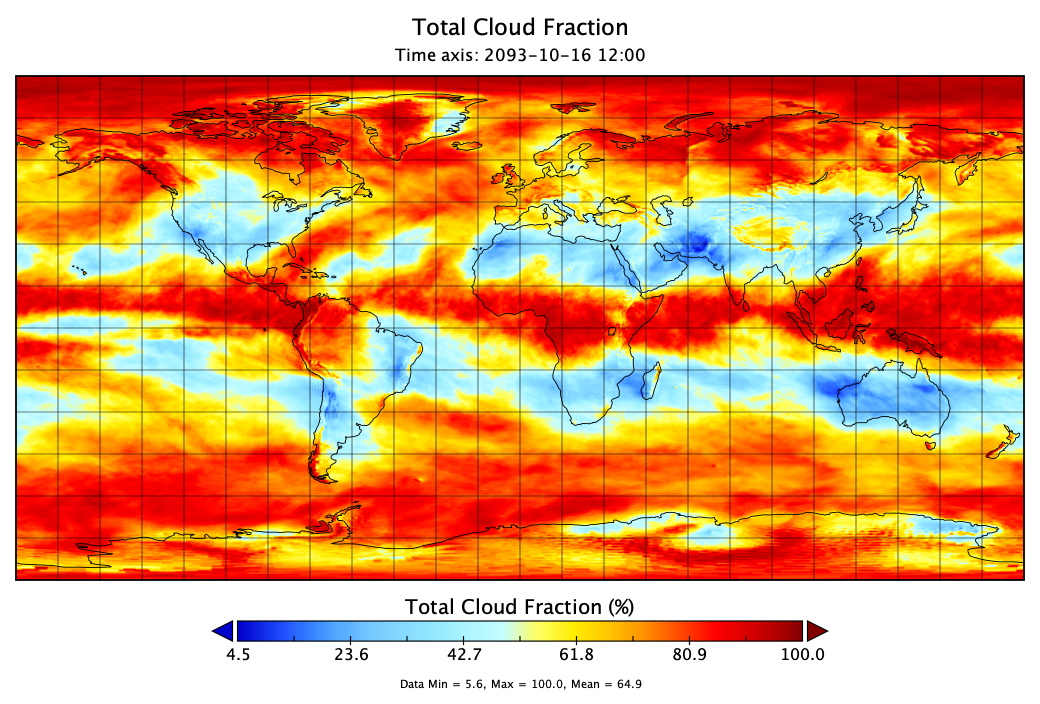 Total Cloud Fraction
Time axis: 2093-10-16 12:00
Total Cloud Fraction (%)
4.5 23.6 42.7 61.8 80.9 100.0
Data Min = 5.6, Max = 100.0, Mean = 64.9